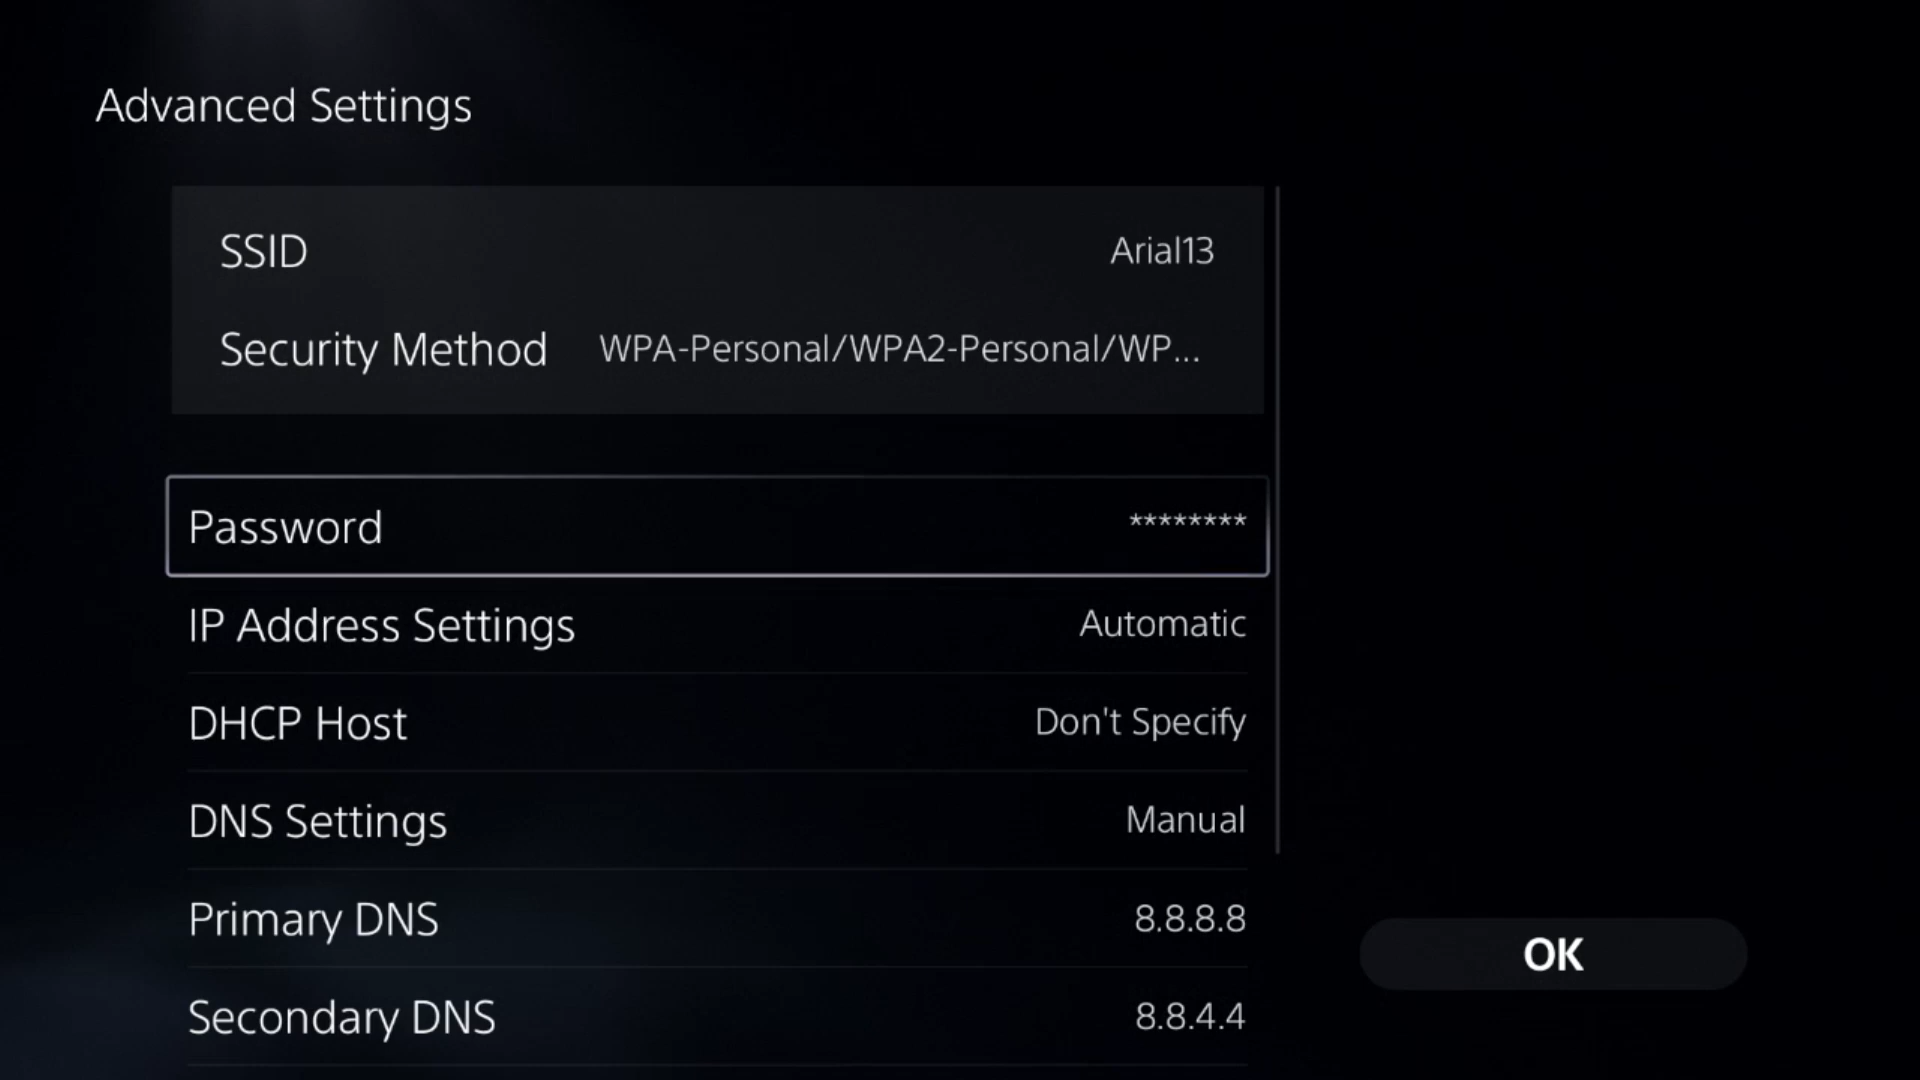 Advanced Settings
SSID Arial13
Security Method WPA-Personal/WPA2-Personal/WP...
Password ********
IP Address Settings Automatic
DHCP Host Don't Specify
DNS Settings Manual
Primary DNS 8.8.8.8
OK
Secondary DNS 8.8.4.4